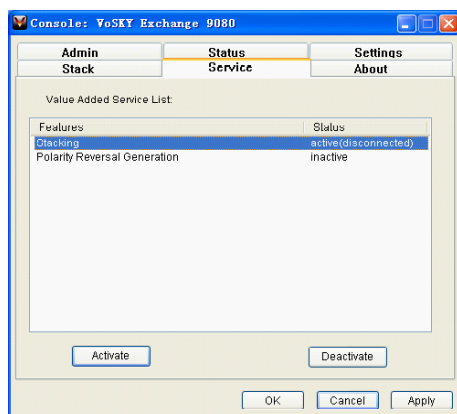 Console: VoSKY Exchange 9080
Admin Status Settings
Stack Service About
Value Added Service List:
Features Status
Stacking active(disconnected)
Polarity Reversal Generation inactive
Activate Deactivate
OK Cancel Apply